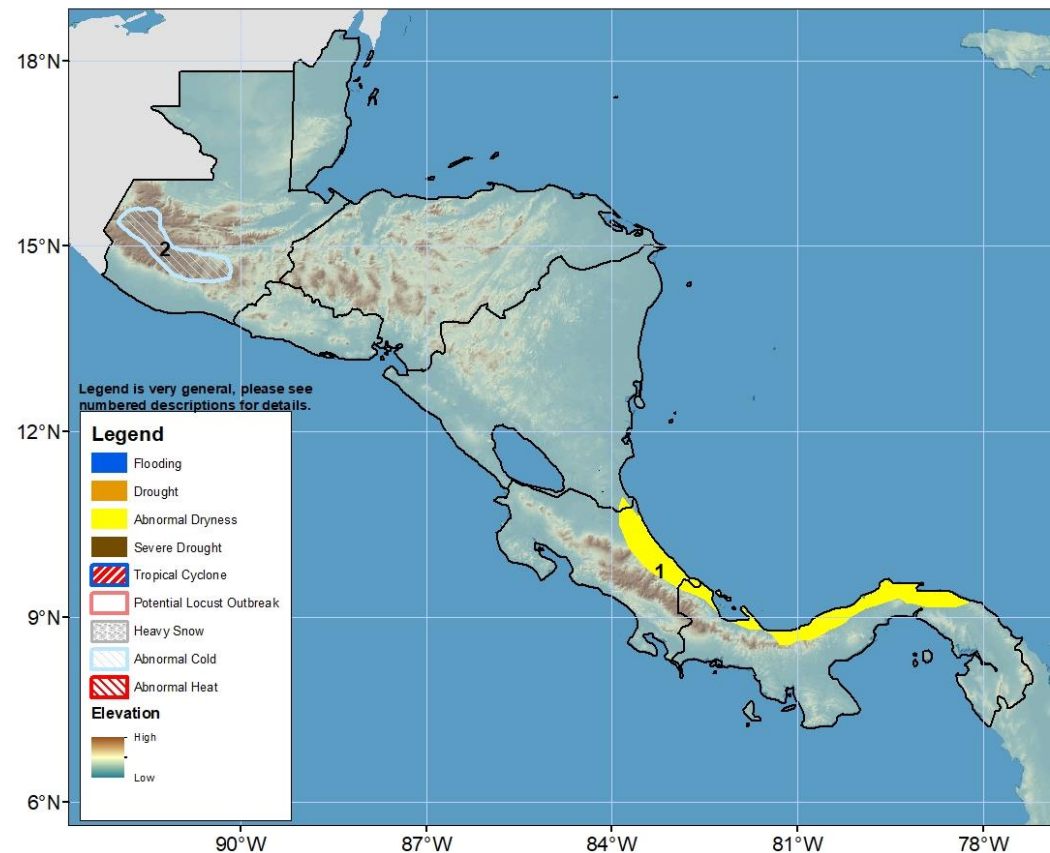 18°N
15°N
12°N
9°N
6°N
2
1
Legend is very general, please see
numbered descriptions for details.
Legend
Flooding
Drought
Abnormal Dryness
Severe Drought
Tropical Cyclone
Potential Locust Outbreak
Heavy Snow
Abnormal Cold
Abnormal Heat
Elevation
High
Low
90°W 87°W 84°W 81°W 78°W